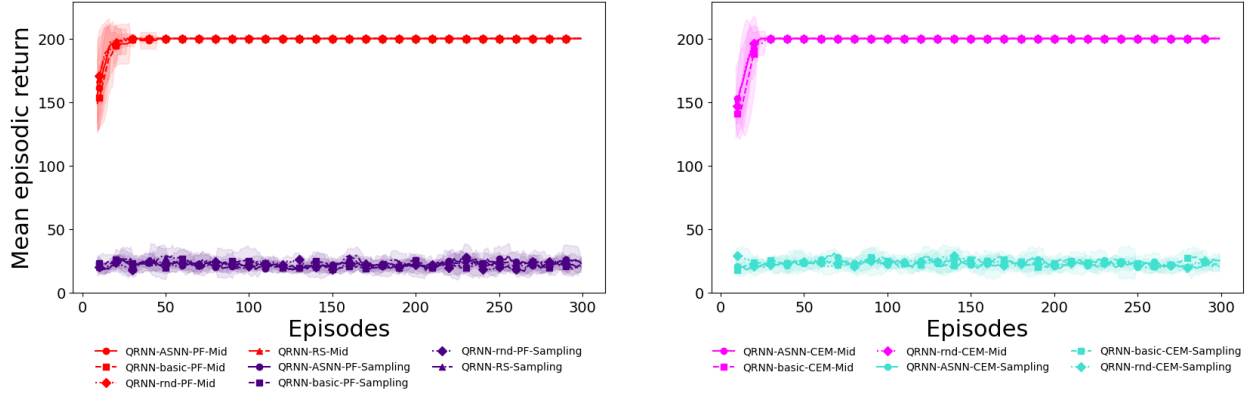 Mean episodic return
200
150
100
50
0
0 50 100 150 200 250 300
Episodes
QRNN-ASNN-PF-Mid
QRNN-basic-PF-Mid
QRNN-rnd-PF-Mid
QRNN-RS-Mid
QRNN-ASNN-PF-Sampling
QRNN-basic-PF-Sampling
QRNN-rnd-PF-Sampling
QRNN-RS-Sampling
200
150
100
50
0
0 50 100 150 200 250 300
Episodes
QRNN-ASNN-CEM-Mid
QRNN-basic-CEM-Mid
QRNN-rnd-CEM-Mid
QRNN-ASNN-CEM-Sampling
QRNN-basic-CEM-Sampling
QRNN-rnd-CEM-Sampling